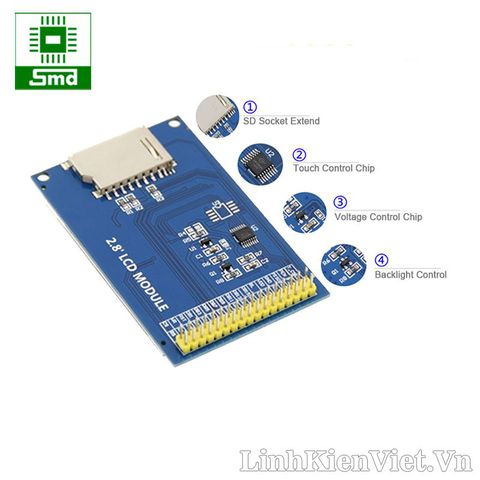 Smd
1
SD Socket Extend
U2
2
Touch Control Chip
3
Voltage Control Chip
4
Backlight Control
2.8' LCD MODULE
LinhKienViet.Vn